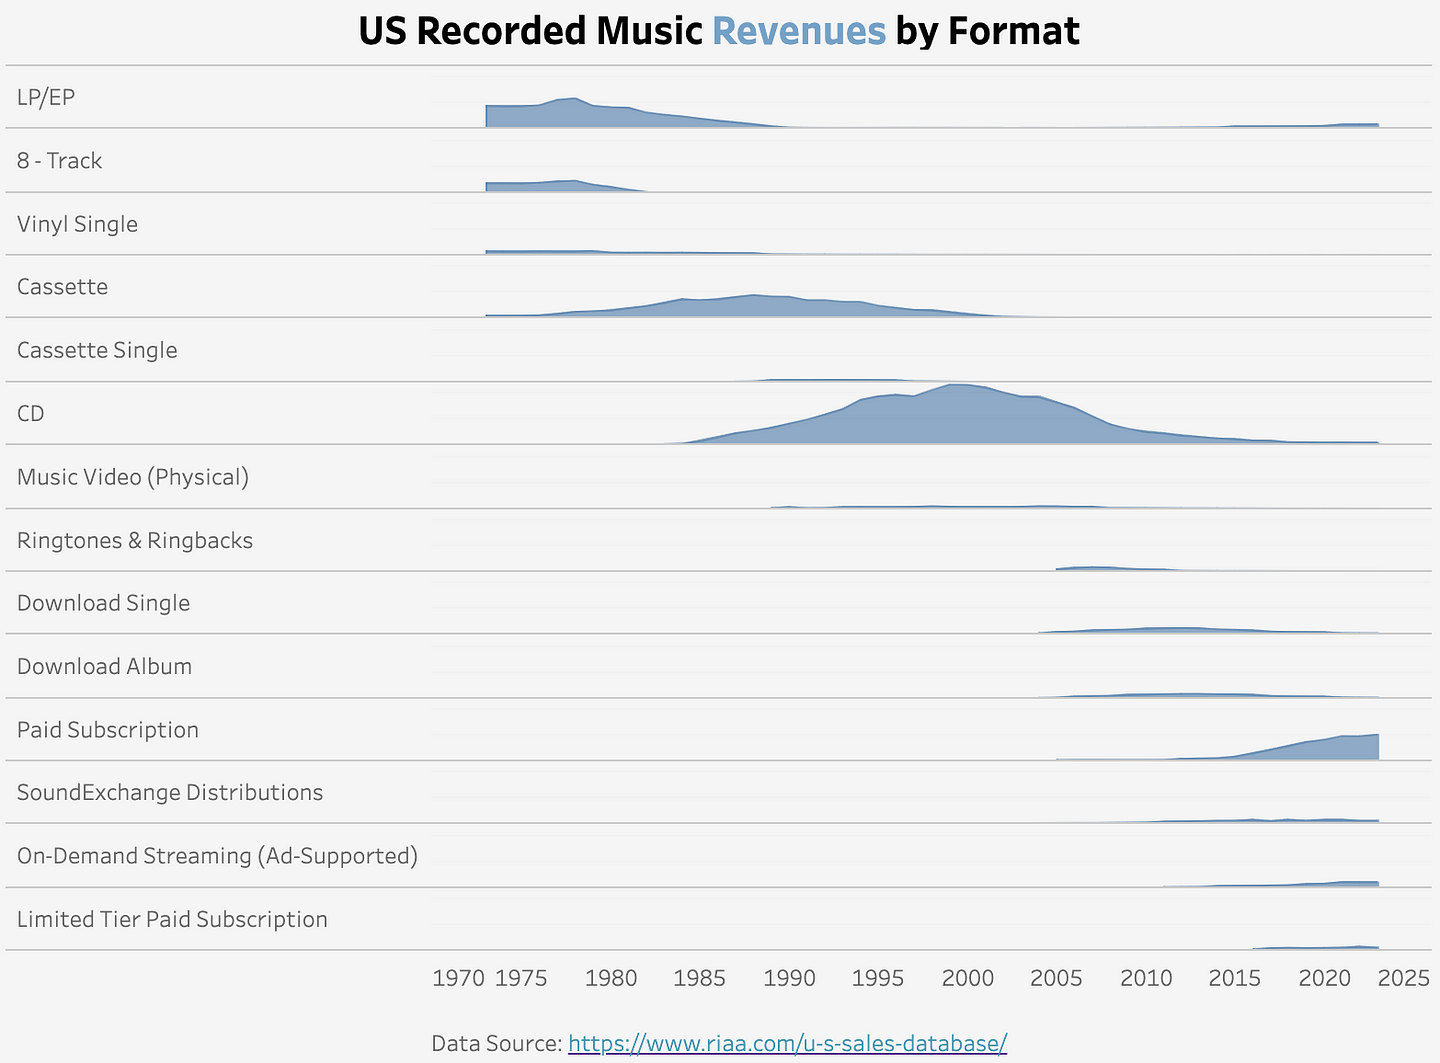 US Recorded Music Revenues by Format
LP/EP
8 - Track
Vinyl Single
Cassette
Cassette Single
CD
Music Video (Physical)
Ringtones & Ringbacks
Download Single
Download Album
Paid Subscription
SoundExchange Distributions
On-Demand Streaming (Ad-Supported)
Limited Tier Paid Subscription
1970 1975 1980 1985 1990 1995 2000 2005 2010 2015 2020 2025
Data Source: https://www.riaa.com/u-s-sales-database/